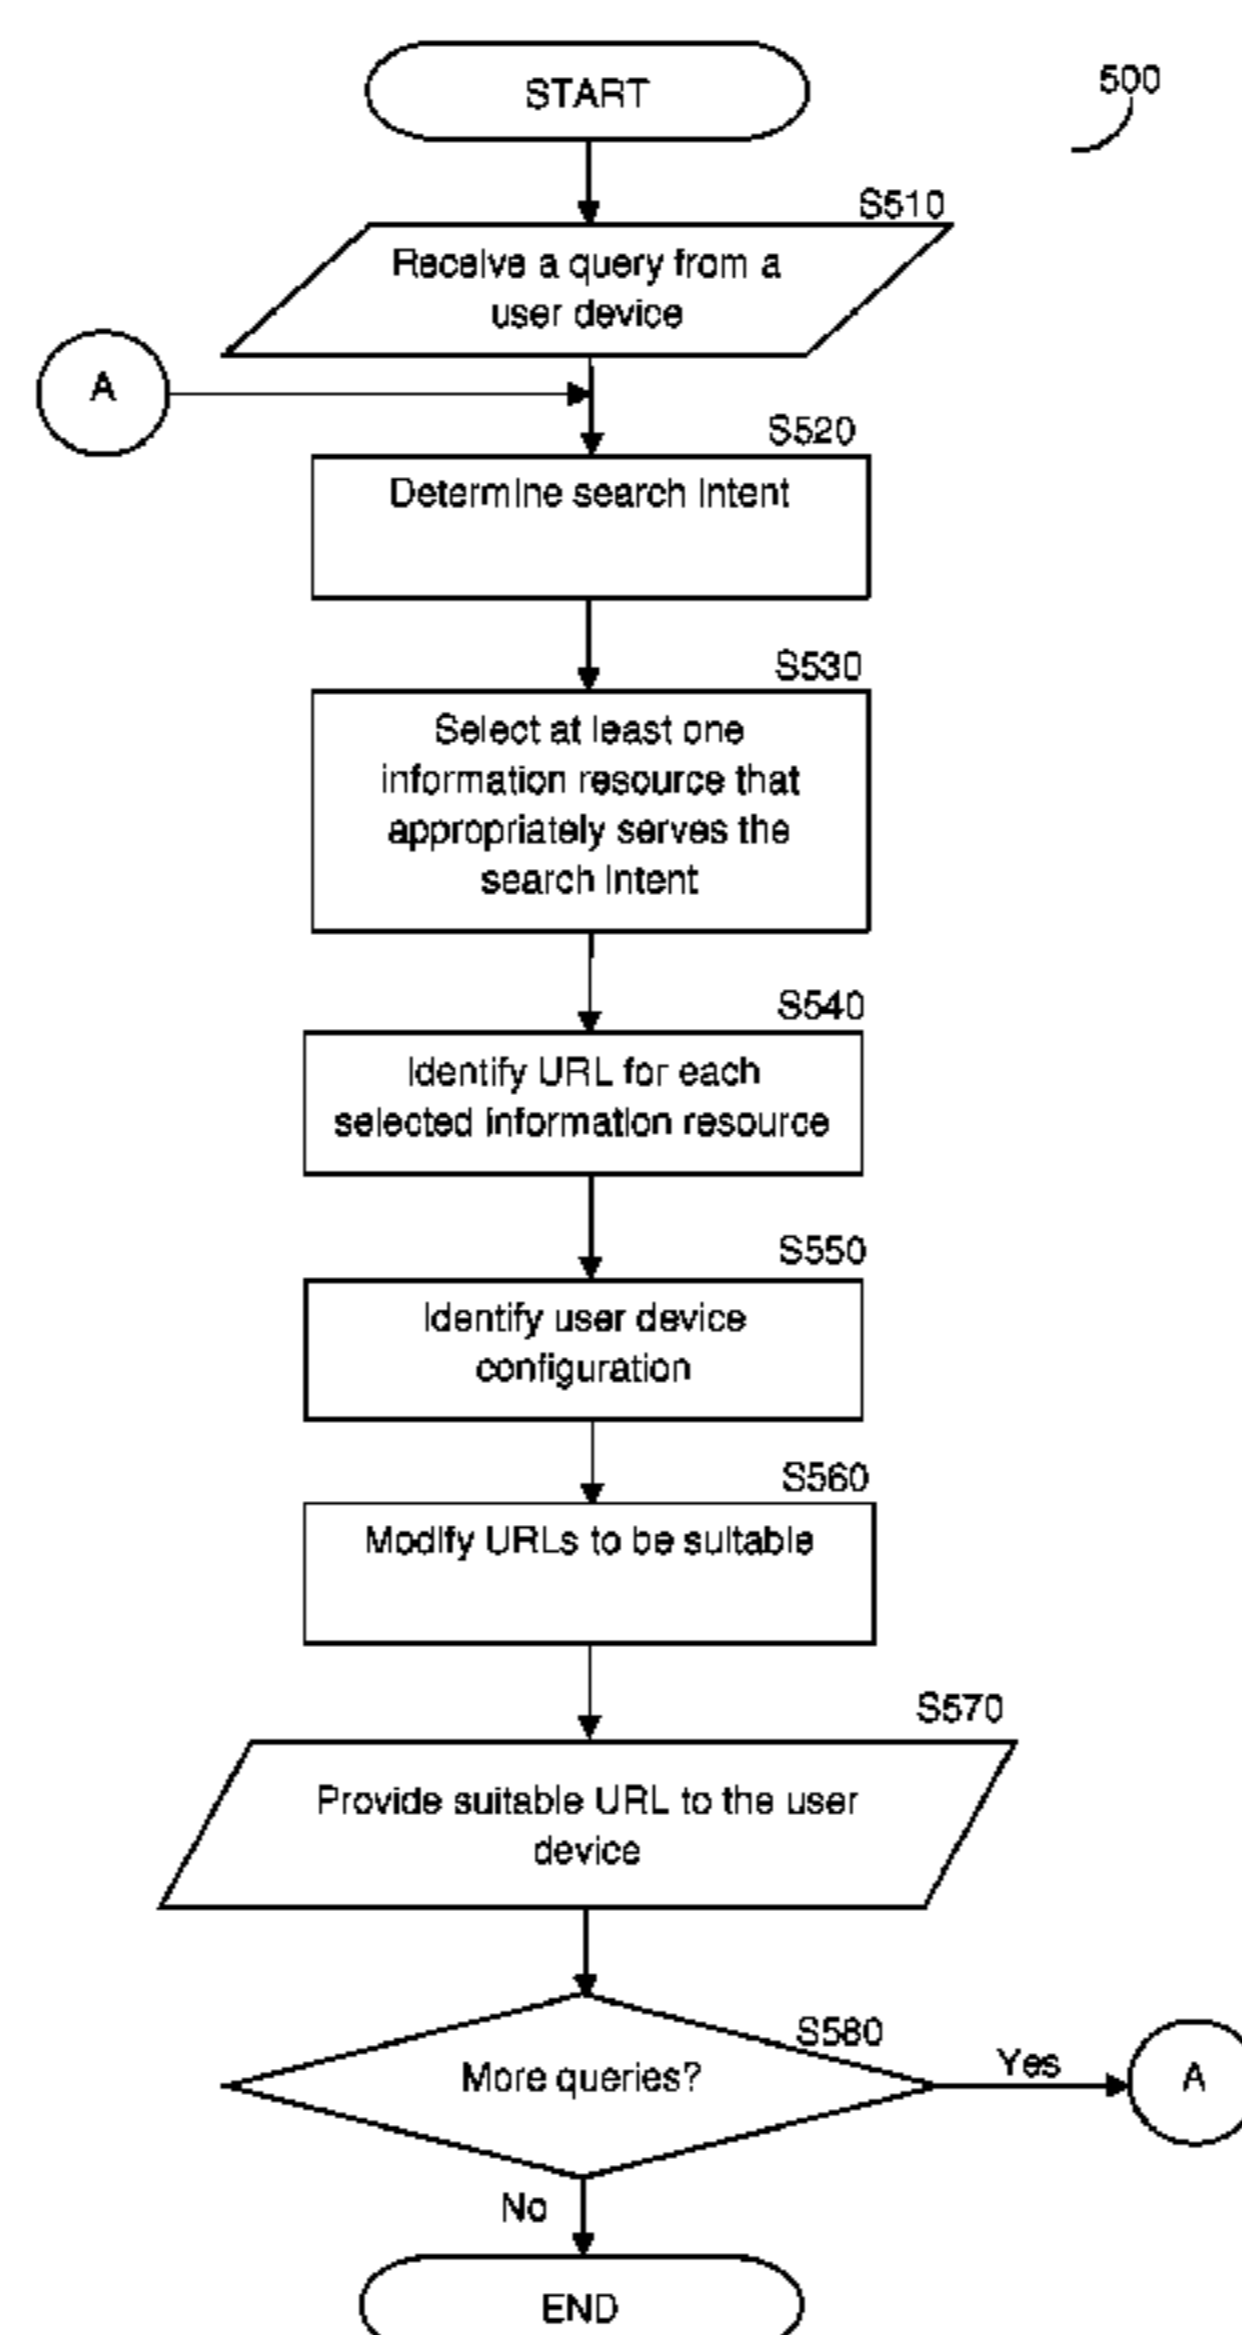 START
500
S510
Receive a query from a
user device
A
S520
Determine search intent
S530
Select at least one
information resource that
appropriately serves the
search intent
S540
Identify URL for each
selected information resource
S550
Identify user device
configuration
S560
Modify URLs to be suitable
S570
Provide suitable URL to the user
device
S580
More queries?
Yes
A
No
END